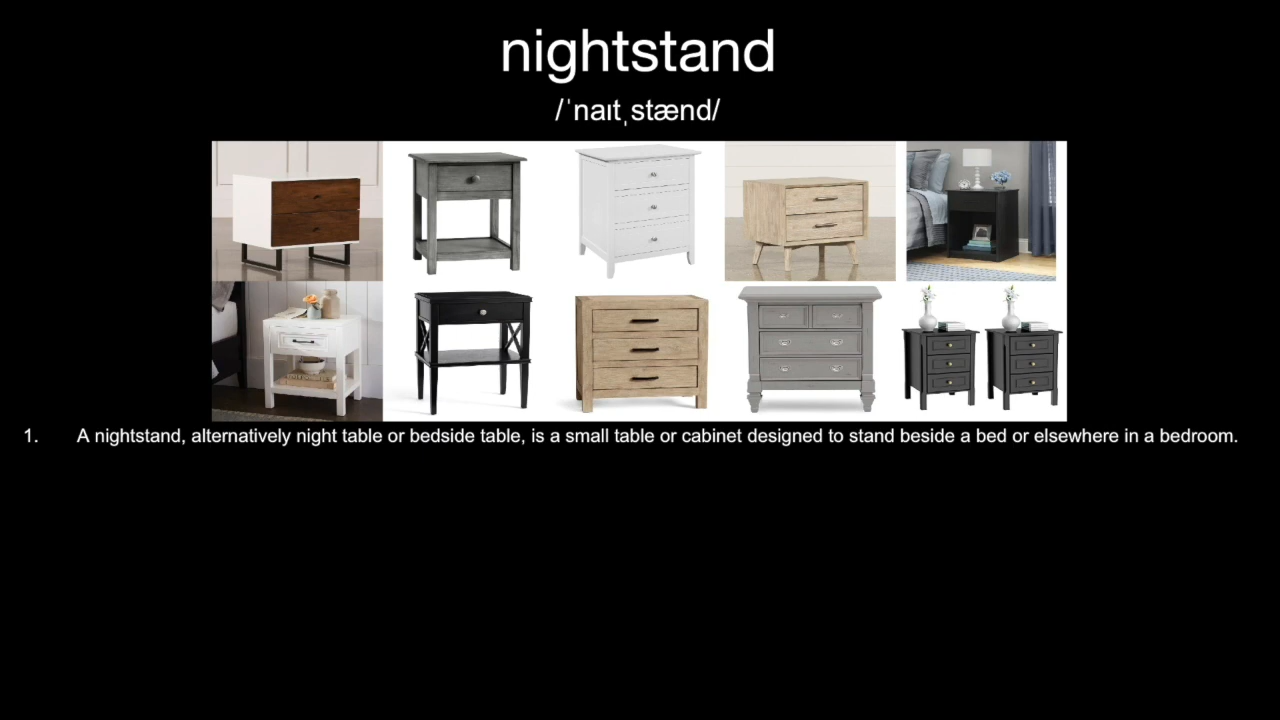 nightstand
/ˈnaɪtˌstænd/
1. A nightstand, alternatively night table or bedside table, is a small table or cabinet designed to stand beside a bed or elsewhere in a bedroom.